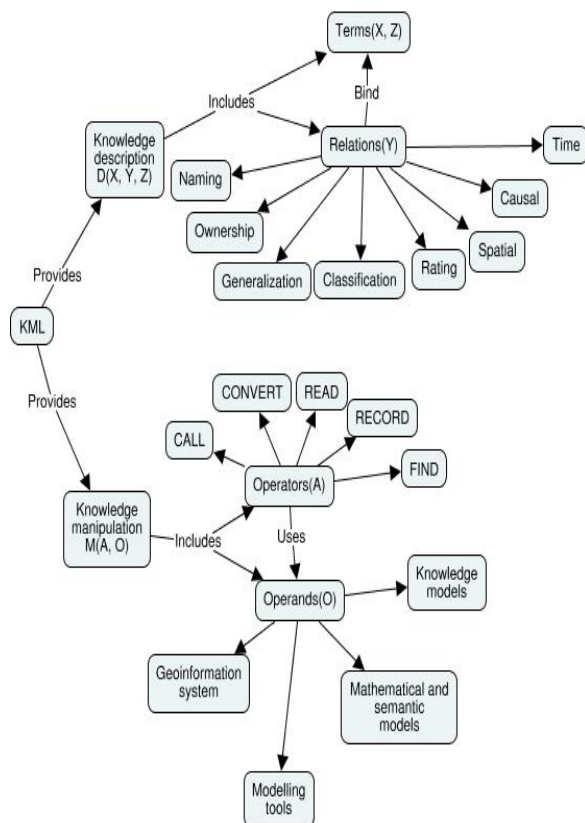 Terms(X, Z)
Bind
Includes
Knowledge
description
D(X, Y, Z)
Relations(Y)
Time
Naming
Causal
Ownership
Spatial
Generalization
Classification
Rating
Provides
KML
Provides
CONVERT
READ
RECORD
CALL
FIND
Operators(A)
Knowledge
manipulation
M(A, O)
Includes
Uses
Operands(O)
Knowledge
models
Geoinformation
system
Mathematical and
semantic
models
Modelling
tools